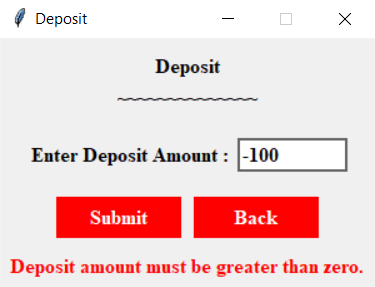 Deposit
Deposit
~~~~~~~~~~~~~~
Enter Deposit Amount : -100
Submit Back
Deposit amount must be greater than zero.